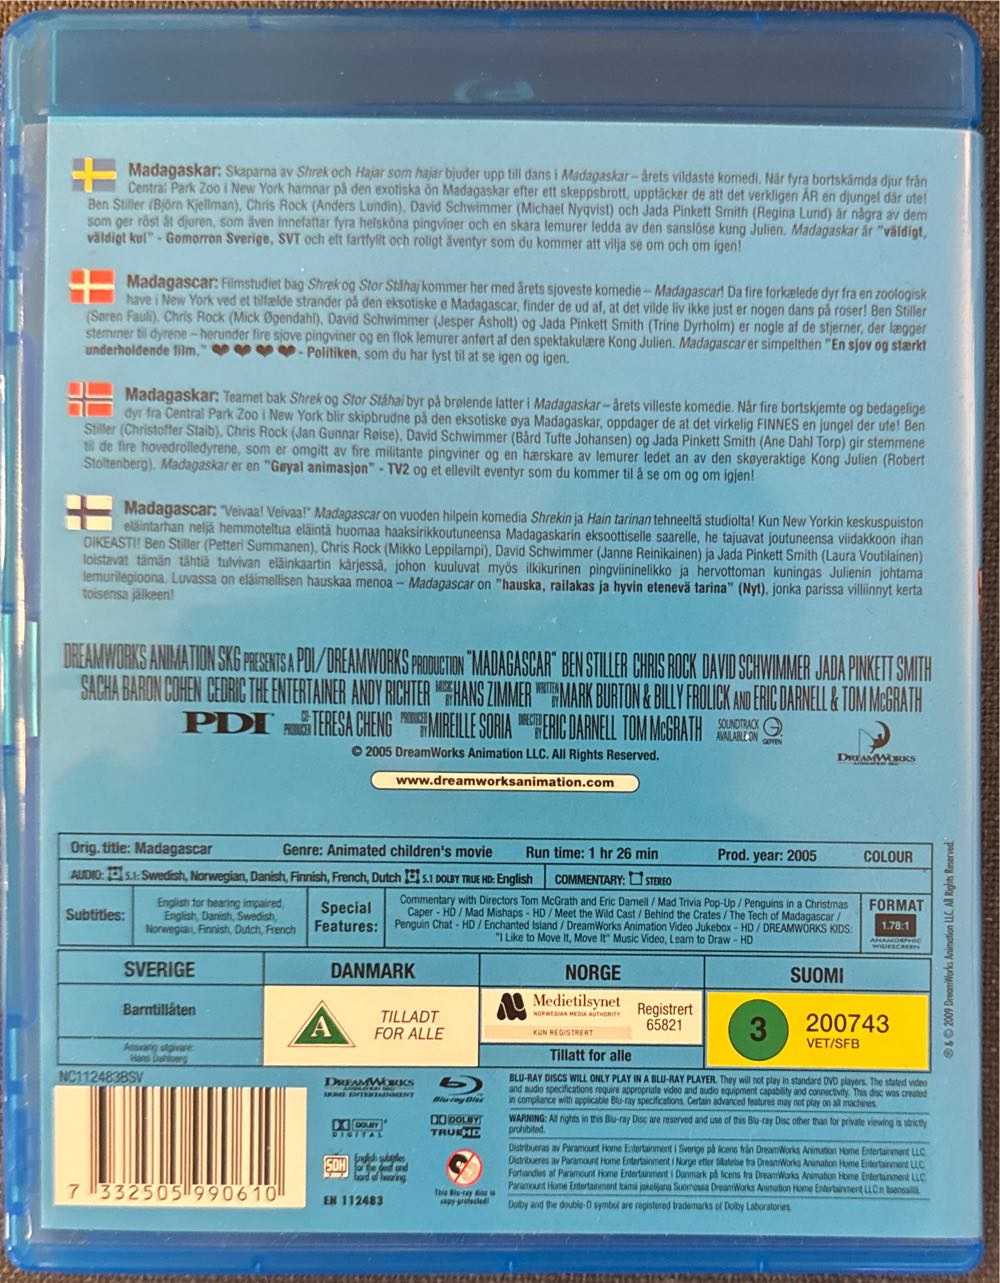 Madagaskar: Skaparna av Shrek och Hajar som hajar bjuder upp till dans i Madagaskar – årets vildaste komedi. När fyra bortskämda djur från
Central Park Zoo i New York hamnar på den exotiska ön Madagaskar efter ett skeppsbrott, upptäcker de att det verkligen ÄR en djungel där ute!
Ben Stiller (Björn Kjellman), Chris Rock (Anders Lundin), David Schwimmer (Michael Nyqvist) och Jada Pinkett Smith (Regina Lund) är några av dem
som ger röst åt djuren, som även innefattar fyra helsköna pingviner och en skara lemurer ledda av den sanslöse kung Julien. Madagaskar är "väldigt,
väldigt kul" - Gomorron Sverige, SVT och ett fartfyllt och roligt äventyr som du kommer att vilja se om och om igen!
Madagascar: Filmstudiet bag Shrek og Stor Ståhaj kommer her med årets sjoveste komedie – Madagascar! Da fire forkælede dyr fra en zoologisk
have i New York ved et tilfælde strander på den eksotiske ø Madagascar, finder de ud af, at det vilde liv ikke just er nogen dans på roser! Ben Stiller
(Søren Fauli), Chris Rock (Mick Øgendahl), David Schwimmer (Jesper Asholt) og Jada Pinkett Smith (Trine Dyrholm) er nogle af de stjerner, der lægger
stemmer til dyrene – herunder fire sjove pingviner og en flok lemurer anført af den spektakulære Kong Julien. Madagascar er simpelthen "En sjov og stærkt
underholdende film." ♥ ♥ ♥ ♥ - Politiken, som du har lyst til at se igen og igen.
Madagaskar: Teamet bak Shrek og Stor Ståhai byr på brølende latter i Madagaskar – årets villeste komedie. Når fire bortskjemte og bedagelige
dyr fra Central Park Zoo i New York blir skipbrudne på den eksotiske øya Madagaskar, oppdager de at det virkelig FINNES en jungel der ute! Ben
Stiller (Christoffer Staib), Chris Rock (Jan Gunnar Røise), David Schwimmer (Bård Tufte Johansen) og Jada Pinkett Smith (Ane Dahl Torp) gir stemmene
til de fire hovedrolledyrene, som er omgitt av fire militante pingviner og en hærskare av lemurer ledet an av den skøyeraktige Kong Julien (Robert
Stoltenberg). Madagaskar er en "Gøyal animasjon" - TV2 og et ellevilt eventyr som du kommer til å se om og om igjen!
Madagascar: "Veivaa! Veivaa!" Madagascar on vuoden hilpein komedia Shrekin ja Hain tarinan tehneeltä studiolta! Kun New Yorkin keskuspuiston
eläintarhan neljä hemmoteltua eläintä huomaa haaksirikkoutuneensa Madagaskarin eksoottiselle saarelle, he tajuavat joutuneensa viidakkoon ihan
OIKEASTI! Ben Stiller (Petteri Summanen), Chris Rock (Mikko Leppilampi), David Schwimmer (Janne Reinikainen) ja Jada Pinkett Smith (Laura Voutilainen)
loistavat tämän tähtiä tulvivan eläinkaartin kärjessä, johon kuuluvat myös ilkikurinen pingviininelikko ja hervottoman kuningas Julienin johtama
lemurilegioona. Luvassa on eläimellisen hauskaa menoa – Madagascar on "hauska, railakas ja hyvin etenevä tarina" (Nyt), jonka parissa villiinnyt kerta
toisensa jälkeen!
DREAMWORKS ANIMATION SKG PRESENTS A PDI/DREAMWORKS PRODUCTION "MADAGASCAR" BEN STILLER CHRIS ROCK DAVID SCHWIMMER JADA PINKETT SMITH
SACHA BARON COHEN CEDRIC THE ENTERTAINER ANDY RICHTER MUSIC BY HANS ZIMMER WRITTEN BY MARK BURTON & BILLY FROLICK AND ERIC DARNELL & TOM McGRATH
PDI CO-PRODUCER TERESA CHENG PRODUCED BY MIREILLE SORIA DIRECTED BY ERIC DARNELL TOM McGRATH SOUNDTRACK AVAILABLE ON GEFFEN
DREAMWORKS ANIMATION SKG
© 2005 DreamWorks Animation LLC. All Rights Reserved.
www.dreamworksanimation.com
Orig. title: Madagascar Genre: Animated children's movie Run time: 1 hr 26 min Prod. year: 2005 COLOUR
AUDIO: 5.1: Swedish, Norwegian, Danish, Finnish, French, Dutch 5.1 DOLBY TRUE HD: English COMMENTARY: STEREO
Subtitles: English for hearing impaired,
English, Danish, Swedish,
Norwegian, Finnish, Dutch, French
Special
Features:
Commentary with Directors Tom McGrath and Eric Darnell / Mad Trivia Pop-Up / Penguins in a Christmas
Caper - HD / Mad Mishaps - HD / Meet the Wild Cast / Behind the Crates / The Tech of Madagascar /
Penguin Chat - HD / Enchanted Island / DreamWorks Animation Video Jukebox - HD / DREAMWORKS KIDS:
"I Like to Move It, Move It" Music Video, Learn to Draw - HD
FORMAT
1.78:1
ANAMORPHIC
WIDESCREEN
SVERIGE DANMARK NORGE SUOMI
Barntillåten
Ansvarig utgivare:
Hans Dahlberg
A
TILLADT
FOR ALLE
Medietilsynet
NORWEGIAN MEDIA AUTHORITY
KUN REGISTRERT
Registrert
65821
Tillatt for alle
3
200743
VET/SFB
℗ & © 2009 DreamWorks Animation LLC. All Rights Reserved.
NC112483BSV
7 332505 990610
DREAMWORKS
HOME ENTERTAINMENT
Blu-ray Disc
DOLBY
DIGITAL
DOLBY
TRUEHD
SDH
English subtitles
for the deaf and
hard of hearing.
EN 112483
This Blu-ray disc is
copy-protected!
BLU-RAY DISCS WILL ONLY PLAY IN A BLU-RAY PLAYER. They will not play in standard DVD players. The stated video
and audio specifications require appropriate video and audio equipment capability and connectivity. This disc was created
in compliance with applicable Blu-ray specifications. Certain advanced features may not play on all machines.
WARNING: All rights in this Blu-ray Disc are reserved and use of this Blu-ray Disc other than for private viewing is strictly
prohibited.
Distribueras av Paramount Home Entertainment i Sverige på licens från DreamWorks Animation Home Entertainment LLC.
Distribueres av Paramount Home Entertainment i Norge etter tillatelse fra DreamWorks Animation Home Entertainment LLC.
Forhandles af Paramount Home Entertainment i Danmark på licens fra DreamWorks Animation Home Entertainment LLC.
Paramount Home Entertainment toimii jakelijana Suomessa DreamWorks Animation Home Entertainment LLC:n lisenssillä.
Dolby and the double-D symbol are registered trademarks of Dolby Laboratories.